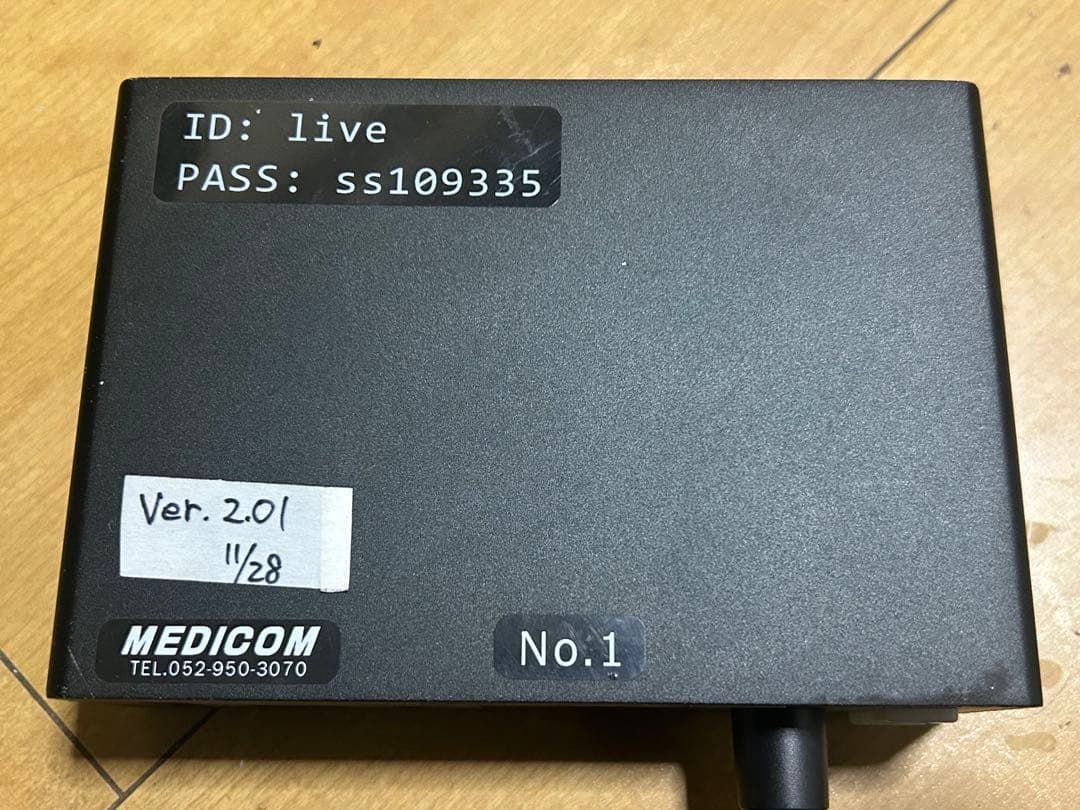 ID: live
PASS: ss109335
Ver. 2.01
11/28
MEDICOM
TEL.052-950-3070
No.1